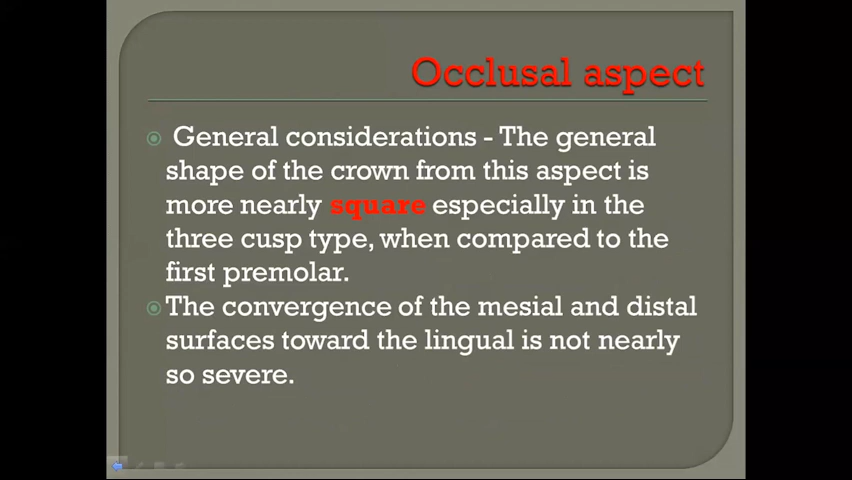 Occlusal aspect
General considerations - The general
shape of the crown from this aspect is
more nearly square especially in the
three cusp type, when compared to the
first premolar.
The convergence of the mesial and distal
surfaces toward the lingual is not nearly
so severe.